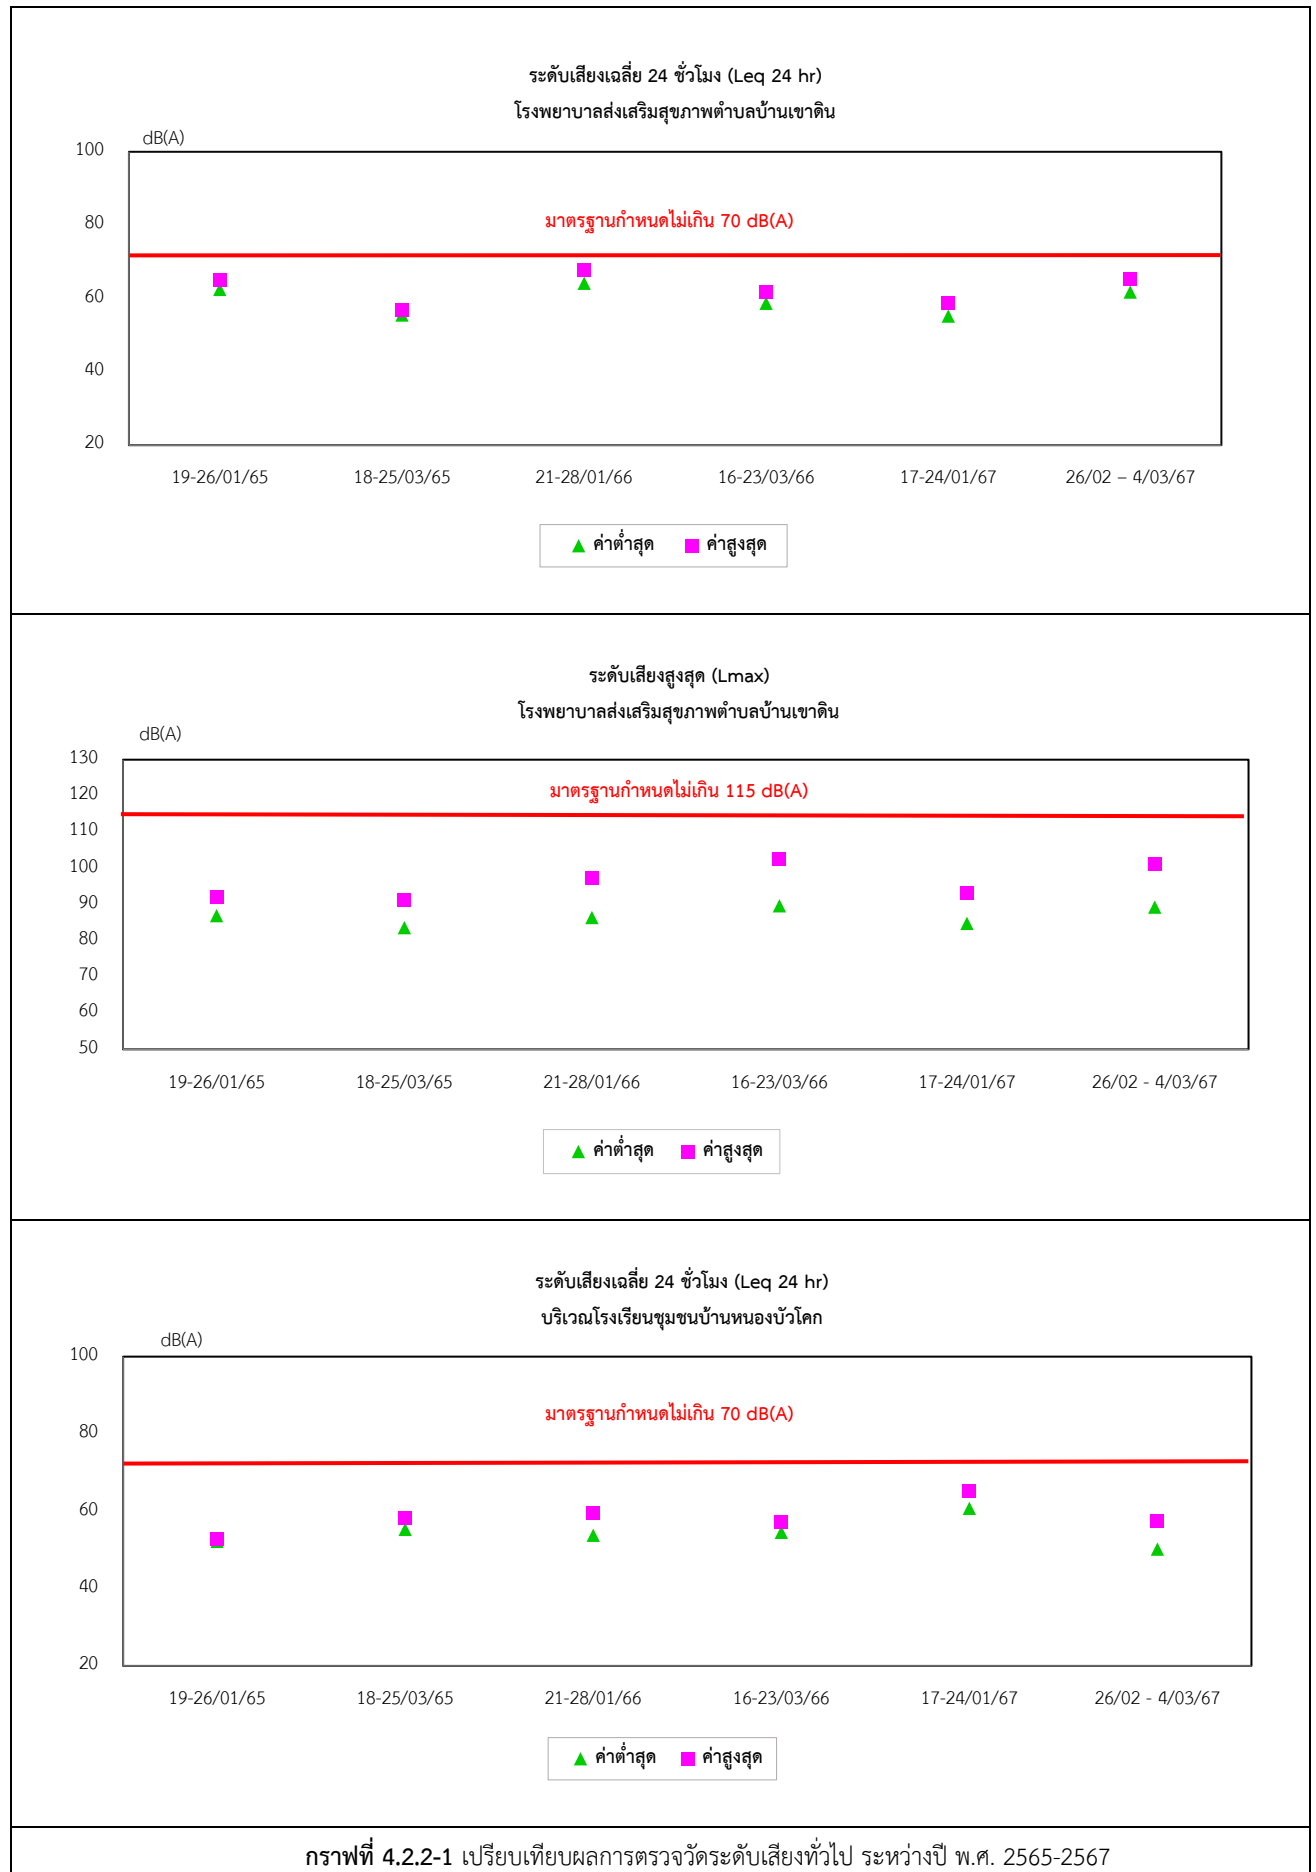 ระดับเสียงเฉลี่ย 24 ชั่วโมง (Leq 24 hr)
โรงพยาบาลส่งเสริมสุขภาพตำบลบ้านเขาดิน
dB(A)
100
80
มาตรฐานกำหนดไม่เกิน 70 dB(A)
60
40
20
19-26/01/65 18-25/03/65 21-28/01/66 16-23/03/66 17-24/01/67 26/02 – 4/03/67
ค่าต่ำสุด ค่าสูงสุด
ระดับเสียงสูงสุด (Lmax)
โรงพยาบาลส่งเสริมสุขภาพตำบลบ้านเขาดิน
dB(A)
130
120
มาตรฐานกำหนดไม่เกิน 115 dB(A)
110
100
90
80
70
60
50
19-26/01/65 18-25/03/65 21-28/01/66 16-23/03/66 17-24/01/67 26/02 - 4/03/67
ค่าต่ำสุด ค่าสูงสุด
ระดับเสียงเฉลี่ย 24 ชั่วโมง (Leq 24 hr)
บริเวณโรงเรียนชุมชนบ้านหนองบัวโคก
dB(A)
100
มาตรฐานกำหนดไม่เกิน 70 dB(A)
80
60
40
20
19-26/01/65 18-25/03/65 21-28/01/66 16-23/03/66 17-24/01/67 26/02 - 4/03/67
ค่าต่ำสุด ค่าสูงสุด
กราฟที่ 4.2.2-1 เปรียบเทียบผลการตรวจวัดระดับเสียงทั่วไป ระหว่างปี พ.ศ. 2565-2567